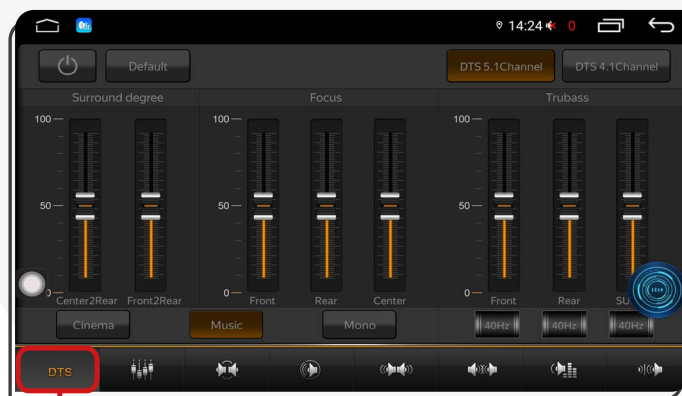 14:24 0
Default
DTS 5.1Channel
DTS 4.1Channel
Surround degree
Focus
Trubass
100
100
100
50
50
50
0
0
0
Center2Rear
Front2Rear
Front
Rear
Center
Front
Rear
Cinema
Music
Mono
40Hz
40Hz
40Hz
DTS